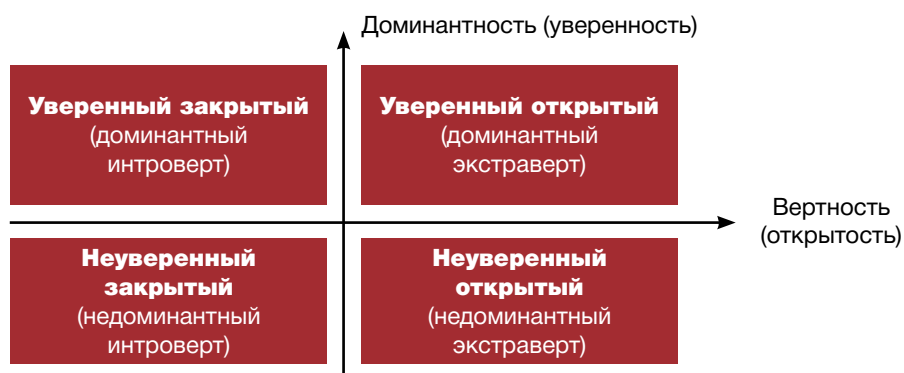 Доминантность (уверенность)
Уверенный закрытый
(доминантный
интроверт)
Уверенный открытый
(доминантный
экстраверт)
Вертность
(открытость)
Неуверенный
закрытый
(недоминантный
интроверт)
Неуверенный
открытый
(недоминантный
экстраверт)